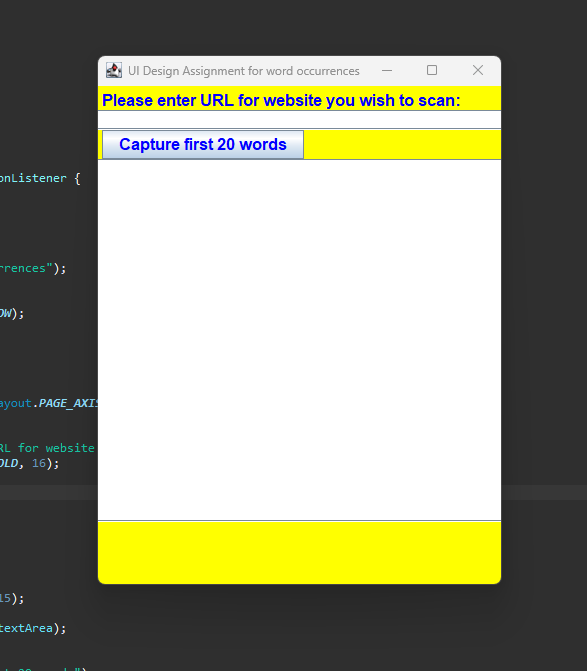 UI Design Assignment for word occurrences
Please enter URL for website you wish to scan:
Capture first 20 words
onListener {
rrences");
OW);
ayout.PAGE_AXIS
RL for website
OLD, 16);
15);
textArea);